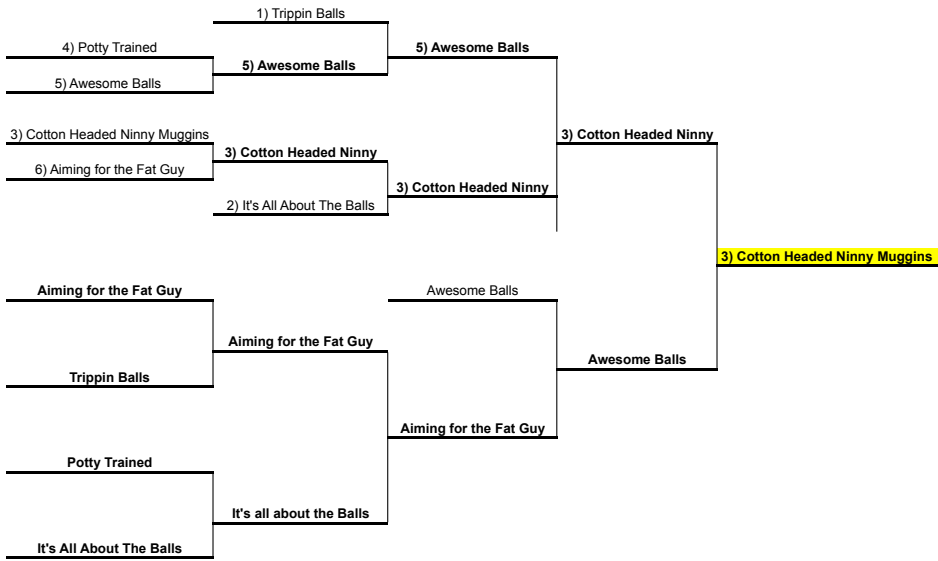 1) Trippin Balls
4) Potty Trained
5) Awesome Balls
5) Awesome Balls
5) Awesome Balls
3) Cotton Headed Ninny Muggins
3) Cotton Headed Ninny
3) Cotton Headed Ninny
6) Aiming for the Fat Guy
3) Cotton Headed Ninny
2) It's All About The Balls
3) Cotton Headed Ninny Muggins
Aiming for the Fat Guy
Awesome Balls
Aiming for the Fat Guy
Awesome Balls
Trippin Balls
Aiming for the Fat Guy
Potty Trained
It's all about the Balls
It's All About The Balls